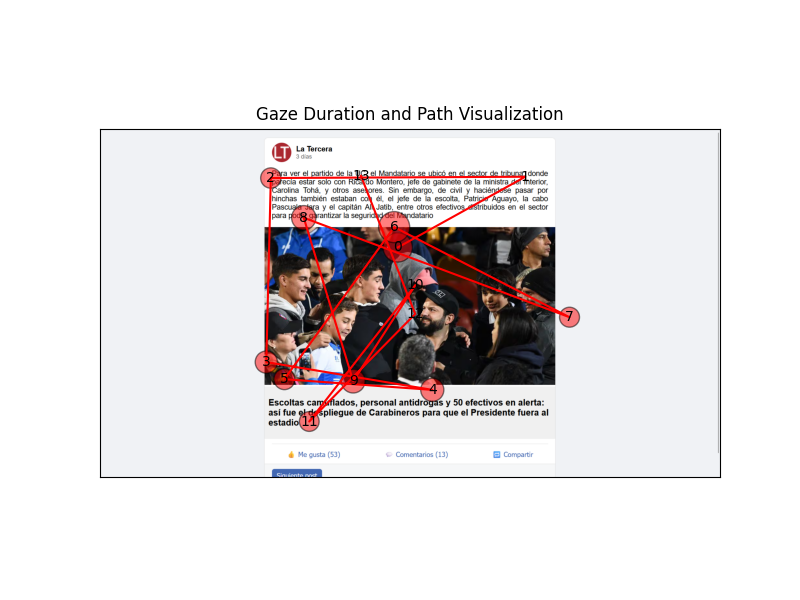 Gaze Duration and Path Visualization
LT
La Tercera
3 días
Para ver el partido de la el Mandatario se ubicó en el sector de tribuna, donde
parecía estar solo con Ricardo Montero, jefe de gabinete de la ministra del Interior,
Carolina Tohá, y otros asesores. Sin embargo, de civil y haciéndose pasar por
hinchas también estaban con él, el jefe de la escolta, Patricio Aguayo, la cabo
Pascuala Jara y el capitán Alí Jatib, entre otros efectivos distribuidos en el sector
para poder garantizar la seguridad del Mandatario
13
1
2
8
6
0
10
12
7
3
5
9
4
Escoltas camuflados, personal antidrogas y 50 efectivos en alerta:
así fue el despliegue de Carabineros para que el Presidente fuera al
estadio
11
Me gusta (53)
Comentarios (13)
Compartir
Siguiente post